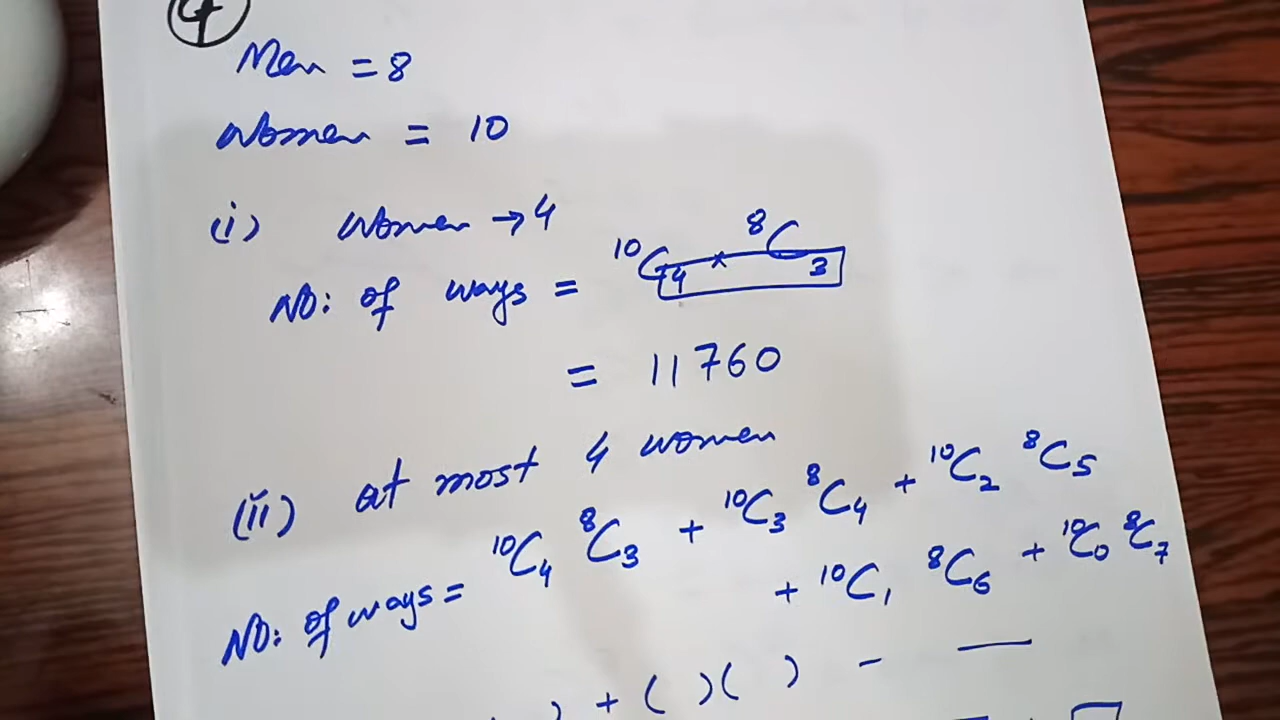 4
Men = 8
Women = 10
(i) Women → 4
NO: of ways = ¹⁰C₄ × ⁸C₃
= 11760
(ii) at most 4 women
NO: of ways = ¹⁰C₄ ⁸C₃ + ¹⁰C₃ ⁸C₄ + ¹⁰C₂ ⁸C₅
+ ¹⁰C₁ ⁸C₆ + ¹⁰C₀ ⁸C₇
) + ( ) ( ) -